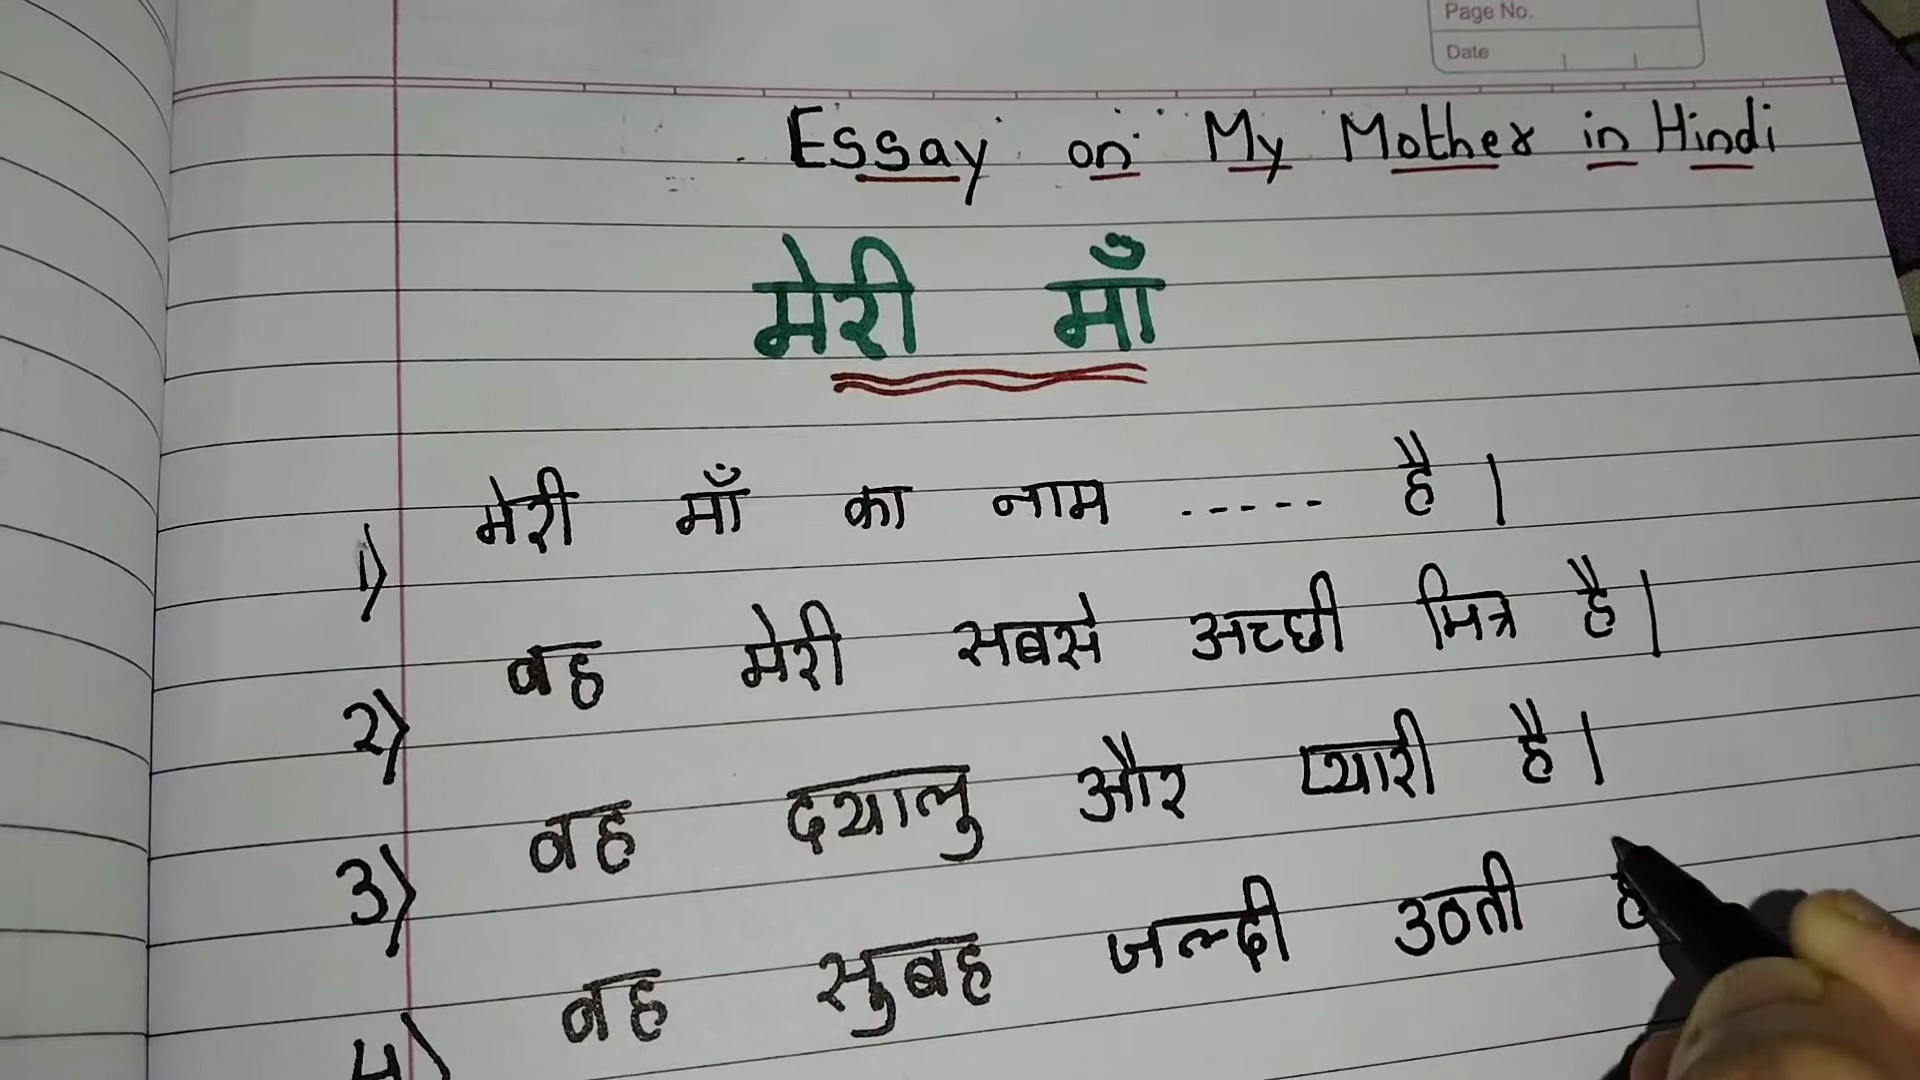 Page No.
Date
Essay on My Mother in Hindi
मेरी माँ
1) मेरी माँ का नाम ----- है |
2) वह मेरी सबसे अच्छी मित्र है |
3) वह दयालु और प्यारी है |
4) वह सुबह जल्दी उठती